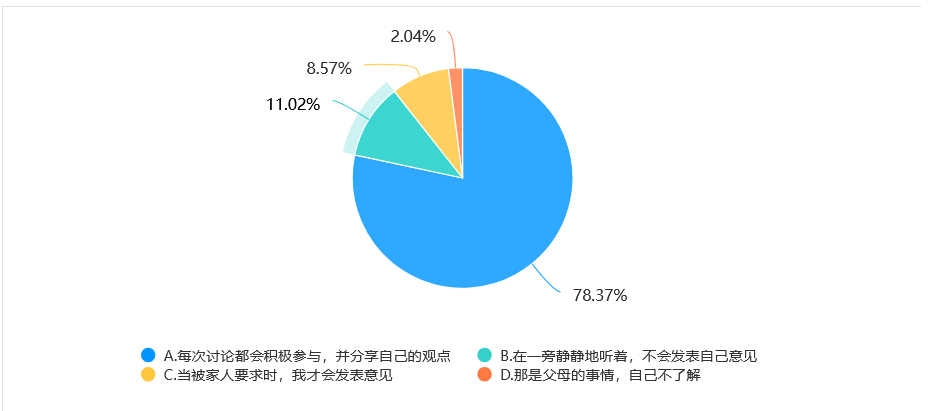 2.04%
8.57%
11.02%
78.37%
A.每次讨论都会积极参与，并分享自己的观点
B.在一旁静静地听着，不会发表自己意见
C.当被家人要求时，我才会发表意见
D.那是父母的事情，自己不了解